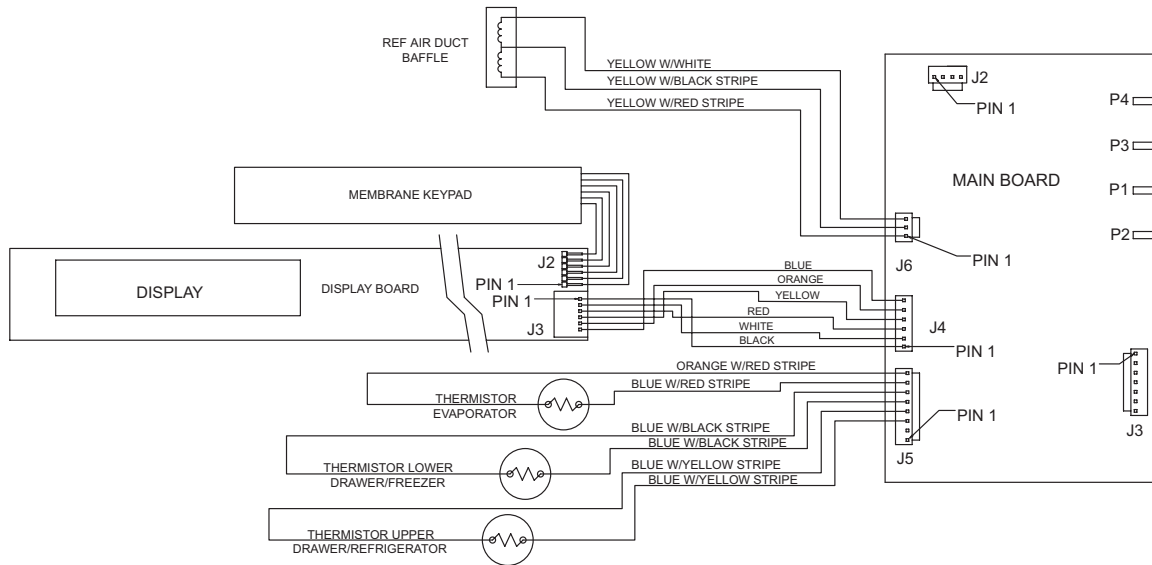 REF AIR DUCT
BAFFLE
YELLOW W/WHITE
YELLOW W/BLACK STRIPE
YELLOW W/RED STRIPE
J2
PIN 1
P4
P3
MAIN BOARD
P1
P2
MEMBRANE KEYPAD
J6
PIN 1
J2
PIN 1
DISPLAY
DISPLAY BOARD
PIN 1
J3
BLUE
ORANGE
YELLOW
RED
WHITE
BLACK
J4
PIN 1
PIN 1
J3
ORANGE W/RED STRIPE
BLUE W/RED STRIPE
THERMISTOR
EVAPORATOR
PIN 1
J5
BLUE W/BLACK STRIPE
BLUE W/BLACK STRIPE
THERMISTOR LOWER
DRAWER/FREEZER
BLUE W/YELLOW STRIPE
BLUE W/YELLOW STRIPE
THERMISTOR UPPER
DRAWER/REFRIGERATOR